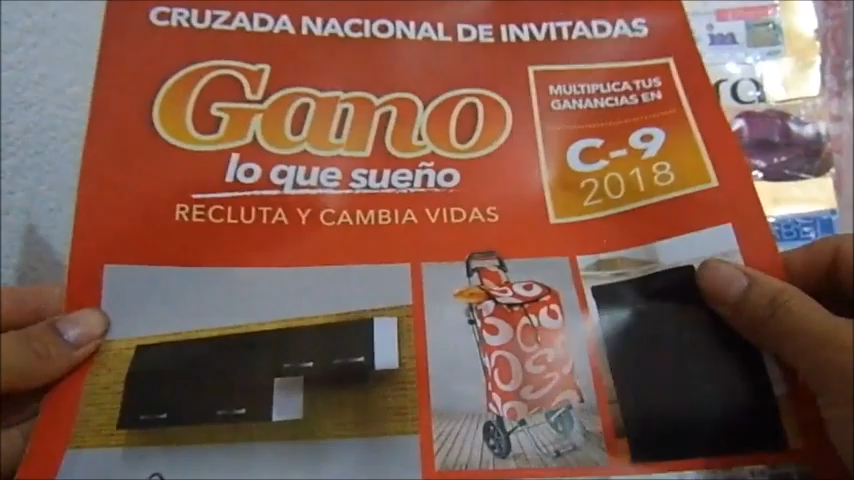 CRUZADA NACIONAL DE INVITADAS
Gano
lo que sueño
RECLUTA Y CAMBIA VIDAS
MULTIPLICA TUS
GANANCIAS EN
C-9
2018